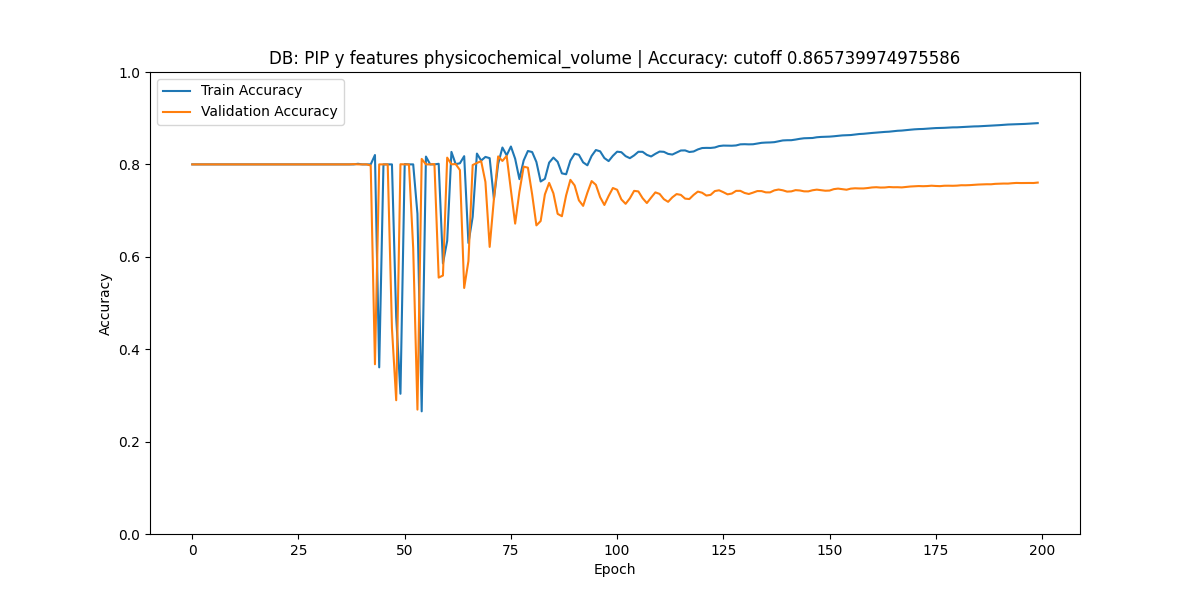 DB: PIP y features physicochemical_volume | Accuracy: cutoff 0.865739974975586
Train Accuracy
Validation Accuracy
Accuracy
1.0
0.8
0.6
0.4
0.2
0.0
0 25 50 75 100 125 150 175 200
Epoch